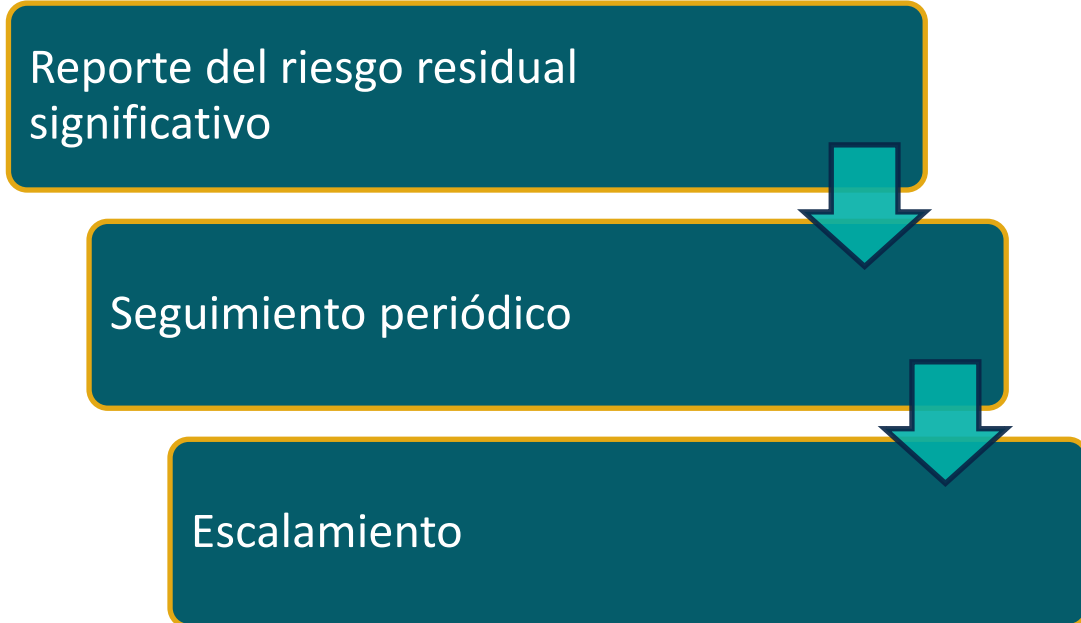 Reporte del riesgo residual
significativo
Seguimiento periódico
Escalamiento